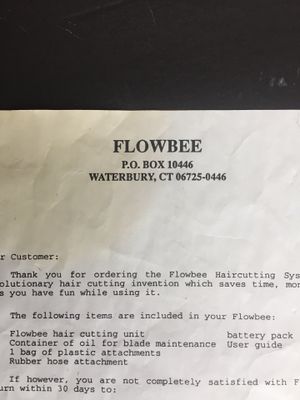 FLOWBEE
P.O. BOX 10446
WATERBURY, CT 06725-0446
Customer:
Thank you for ordering the Flowbee Haircutting
hair cutting invention which saves time,
you have fun while using it.
The following items are included in your Flowbee:
Flowbee hair cutting unit battery pack
Container of oil for blade maintenance User guide
1 bag of plastic attachments
Rubber hose attachment
If however, you are not completely satisfied with
within 30 days to: